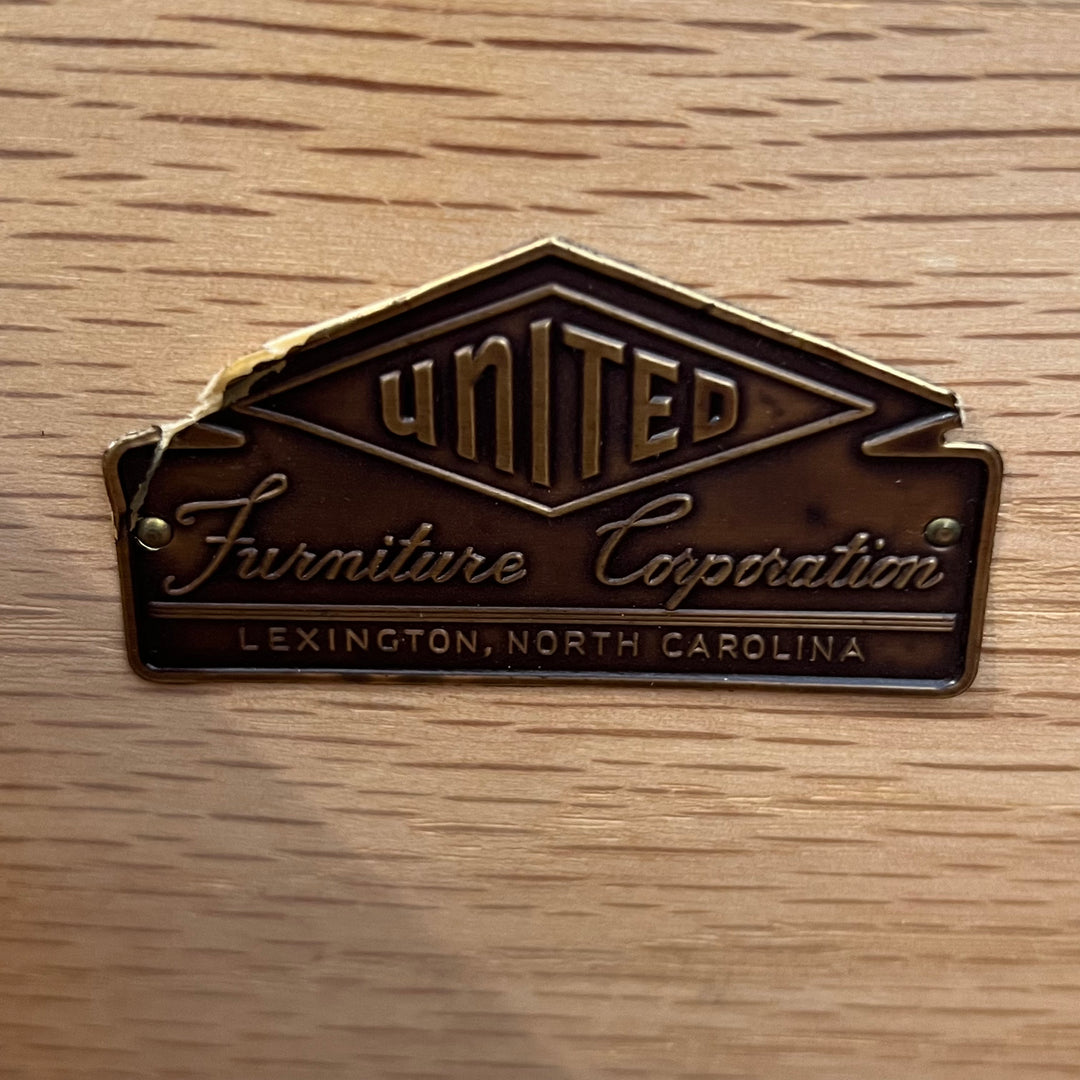 UNITED
Furniture Corporation
LEXINGTON, NORTH CAROLINA